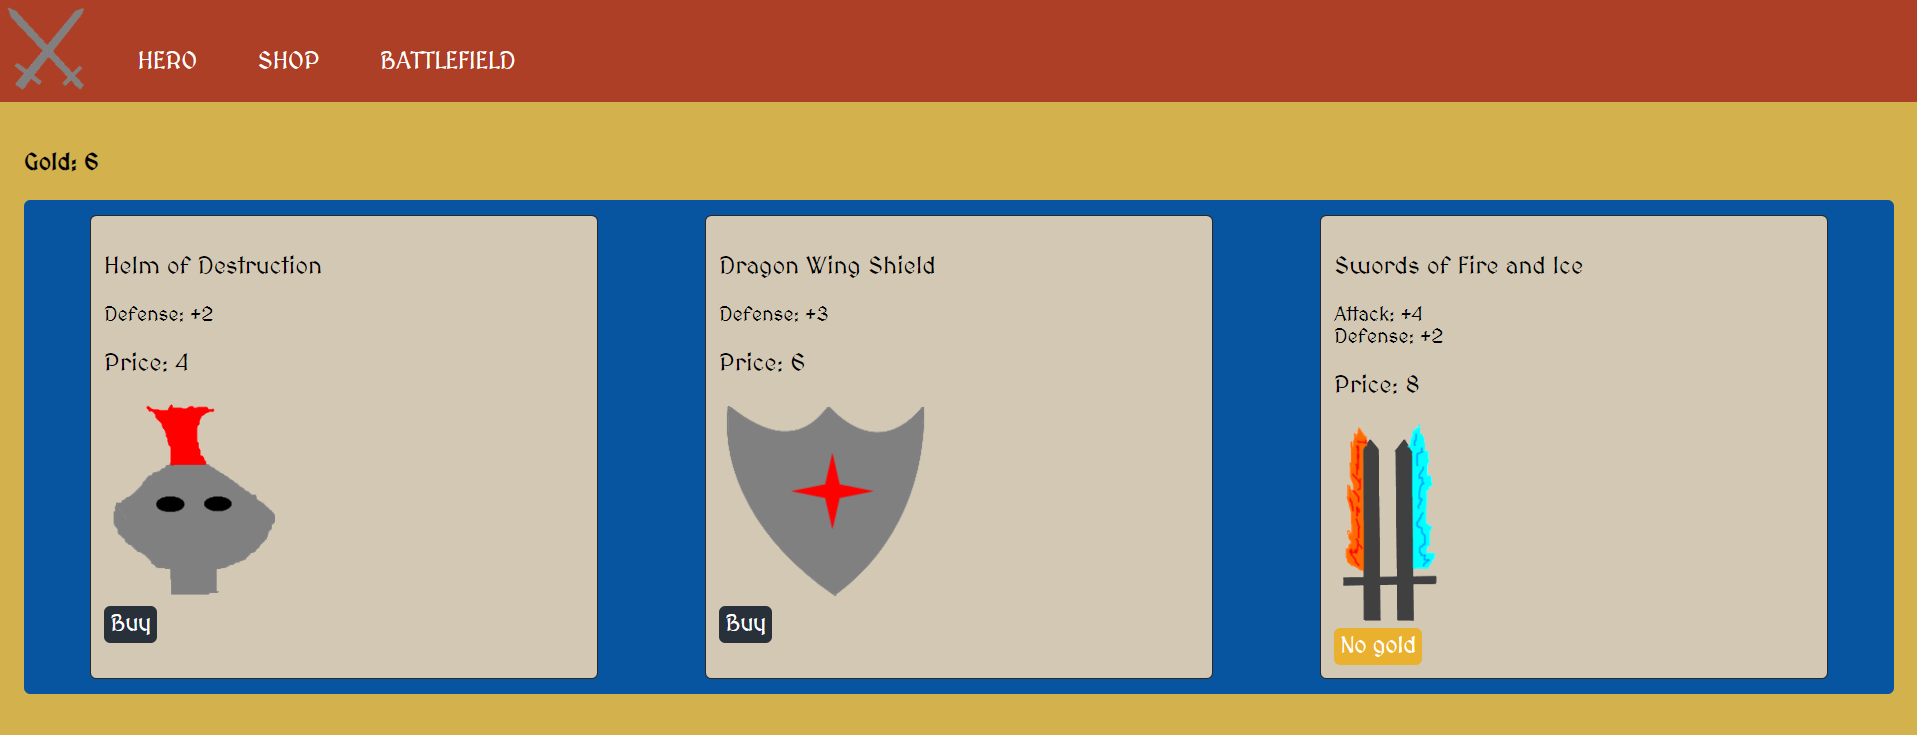 HERO SHOP BATTLEFIELD
Gold: 6
Helm of Destruction
Defense: +2
Price: 4
Buy
Dragon Wing Shield
Defense: +3
Price: 6
Buy
Swords of Fire and Ice
Attack: +4
Defense: +2
Price: 8
No gold